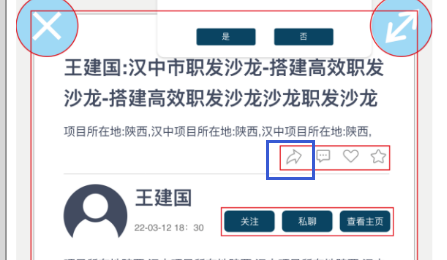 是 否
王建国:汉中市职发沙龙-搭建高效职发
沙龙-搭建高效职发沙龙沙龙职发沙龙
项目所在地:陕西,汉中项目所在地:陕西,汉中项目所在地:陕西,
王建国
22-03-12 18：30 关注 私聊 查看主页